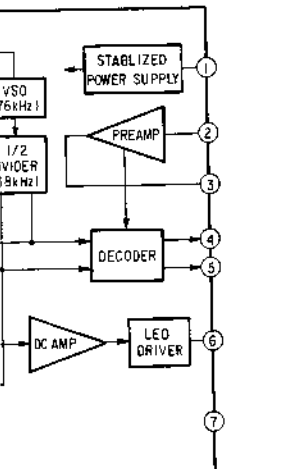 STABLIZED
POWER SUPPLY
1
VSO
76kHz)
PREAMP
2
1/2
VIDER
8kHz)
3
4
DECODER
5
DC AMP
LED
DRIVER
6
7